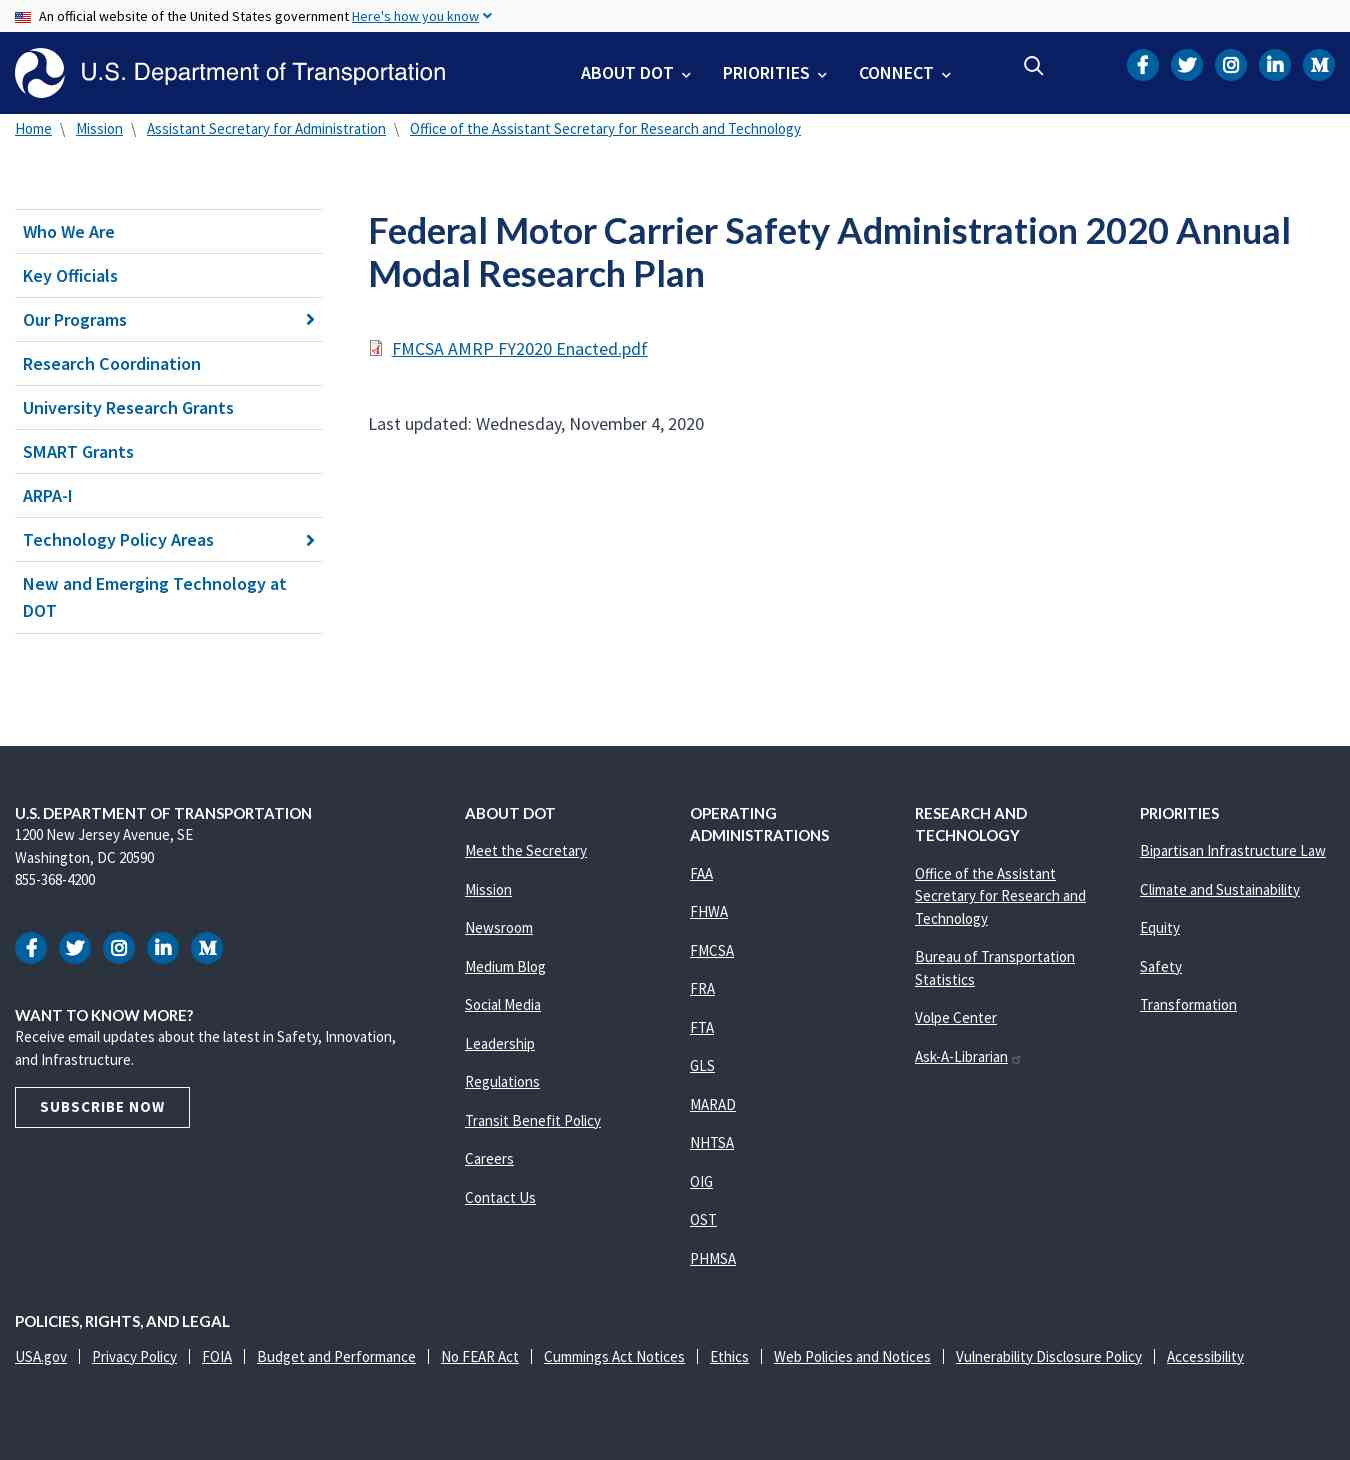 An official website of the United States government Here's how you know
U.S. Department of Transportation
ABOUT DOT PRIORITIES CONNECT
Home \ Mission \ Assistant Secretary for Administration \ Office of the Assistant Secretary for Research and Technology
Who We Are
Key Officials
Our Programs
Research Coordination
University Research Grants
SMART Grants
ARPA-I
Technology Policy Areas
New and Emerging Technology at
DOT
Federal Motor Carrier Safety Administration 2020 Annual
Modal Research Plan
FMCSA AMRP FY2020 Enacted.pdf
Last updated: Wednesday, November 4, 2020
U.S. DEPARTMENT OF TRANSPORTATION
1200 New Jersey Avenue, SE
Washington, DC 20590
855-368-4200
WANT TO KNOW MORE?
Receive email updates about the latest in Safety, Innovation,
and Infrastructure.
SUBSCRIBE NOW
ABOUT DOT
Meet the Secretary
Mission
Newsroom
Medium Blog
Social Media
Leadership
Regulations
Transit Benefit Policy
Careers
Contact Us
OPERATING
ADMINISTRATIONS
FAA
FHWA
FMCSA
FRA
FTA
GLS
MARAD
NHTSA
OIG
OST
PHMSA
RESEARCH AND
TECHNOLOGY
Office of the Assistant
Secretary for Research and
Technology
Bureau of Transportation
Statistics
Volpe Center
Ask-A-Librarian
PRIORITIES
Bipartisan Infrastructure Law
Climate and Sustainability
Equity
Safety
Transformation
POLICIES, RIGHTS, AND LEGAL
USA.gov | Privacy Policy | FOIA | Budget and Performance | No FEAR Act | Cummings Act Notices | Ethics | Web Policies and Notices | Vulnerability Disclosure Policy | Accessibility